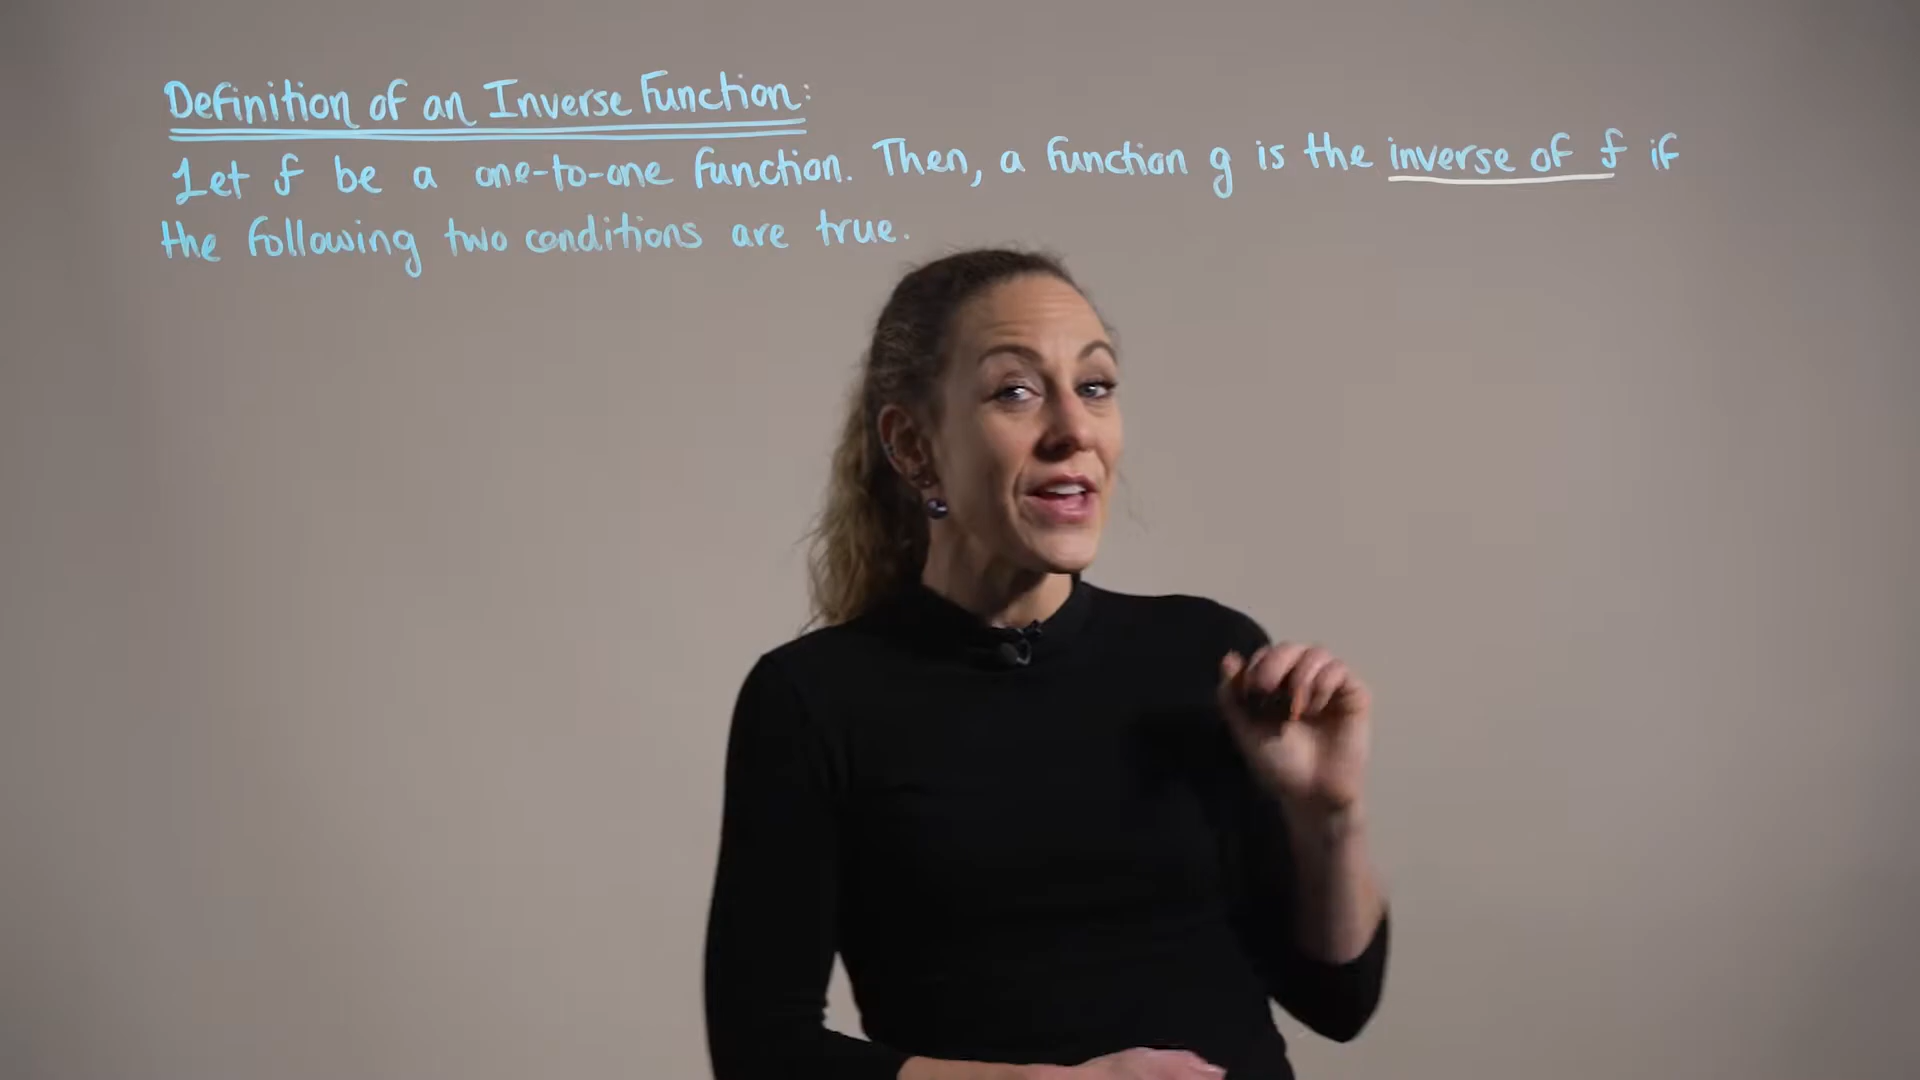 Definition of an Inverse Function:
Let f be a one-to-one function. Then, a function g is the inverse of f if
the following two conditions are true.